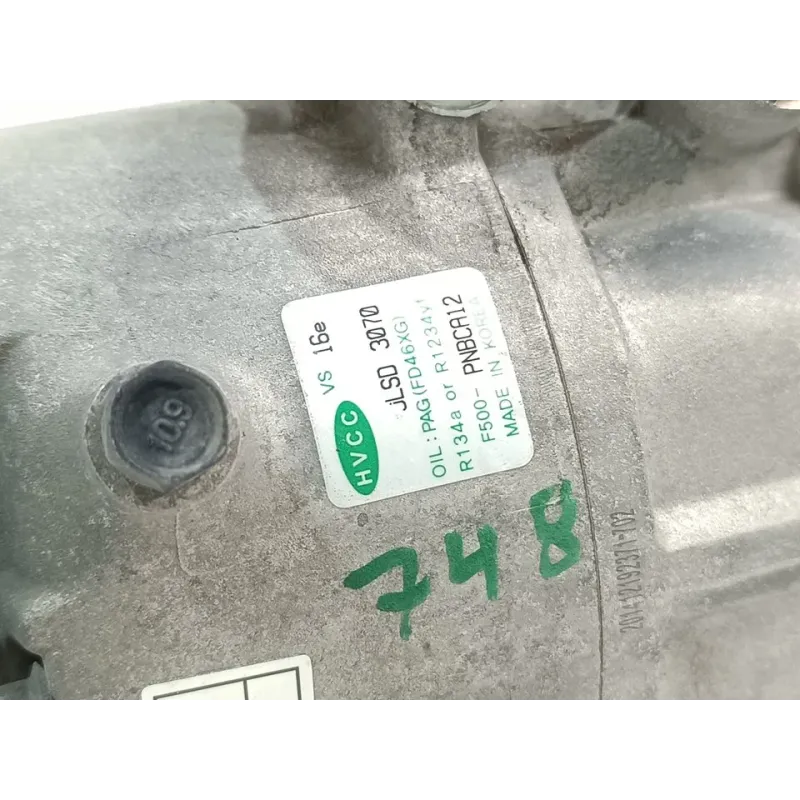 HVCC VS 16e
JLSD 3070
OIL : PAG (FD46XG)
R134a or R1234yf
F500- PNBCA12
MADE IN KOREA
10.9
748